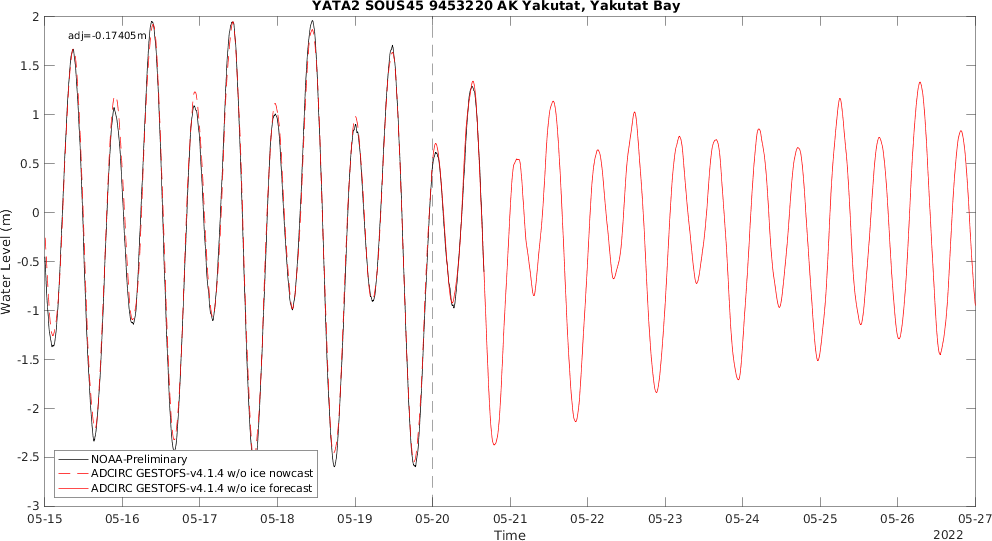 YATA2 SOUS45 9453220 AK Yakutat, Yakutat Bay
adj=-0.17405m
2
1.5
1
0.5
0
-0.5
-1
-1.5
-2
-2.5
-3
Water Level (m)
NOAA-Preliminary
ADCIRC GESTOFS-v4.1.4 w/o ice nowcast
ADCIRC GESTOFS-v4.1.4 w/o ice forecast
05-15 05-16 05-17 05-18 05-19 05-20 05-21 05-22 05-23 05-24 05-25 05-26 05-27
Time
2022